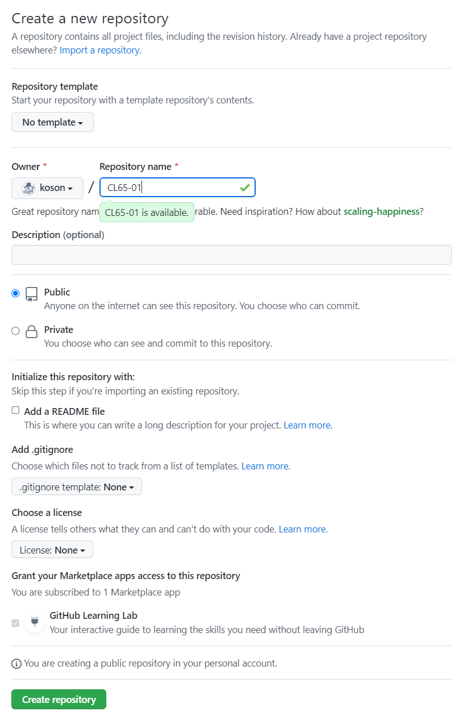 Create a new repository
A repository contains all project files, including the revision history. Already have a project repository
elsewhere? Import a repository.
Repository template
Start your repository with a template repository's contents.
No template
Owner * Repository name *
koson / CL65-01
Great repository nam rable. Need inspiration? How about scaling-happiness?
CL65-01 is available.
Description (optional)
Public
Anyone on the internet can see this repository. You choose who can commit.
Private
You choose who can see and commit to this repository.
Initialize this repository with:
Skip this step if you're importing an existing repository.
Add a README file
This is where you can write a long description for your project. Learn more.
Add .gitignore
Choose which files not to track from a list of templates. Learn more.
.gitignore template: None
Choose a license
A license tells others what they can and can't do with your code. Learn more.
License: None
Grant your Marketplace apps access to this repository
You are subscribed to 1 Marketplace app
GitHub Learning Lab
Your interactive guide to learning the skills you need without leaving GitHub
You are creating a public repository in your personal account.
Create repository